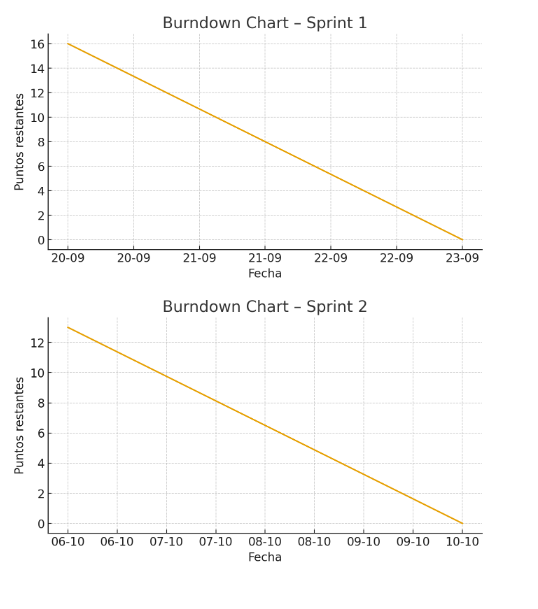 Burndown Chart – Sprint 1
Puntos restantes
16
14
12
10
8
6
4
2
0
20-09 20-09 21-09 21-09 22-09 22-09 23-09
Fecha
Burndown Chart – Sprint 2
Puntos restantes
12
10
8
6
4
2
0
06-10 06-10 07-10 07-10 08-10 08-10 09-10 09-10 10-10
Fecha